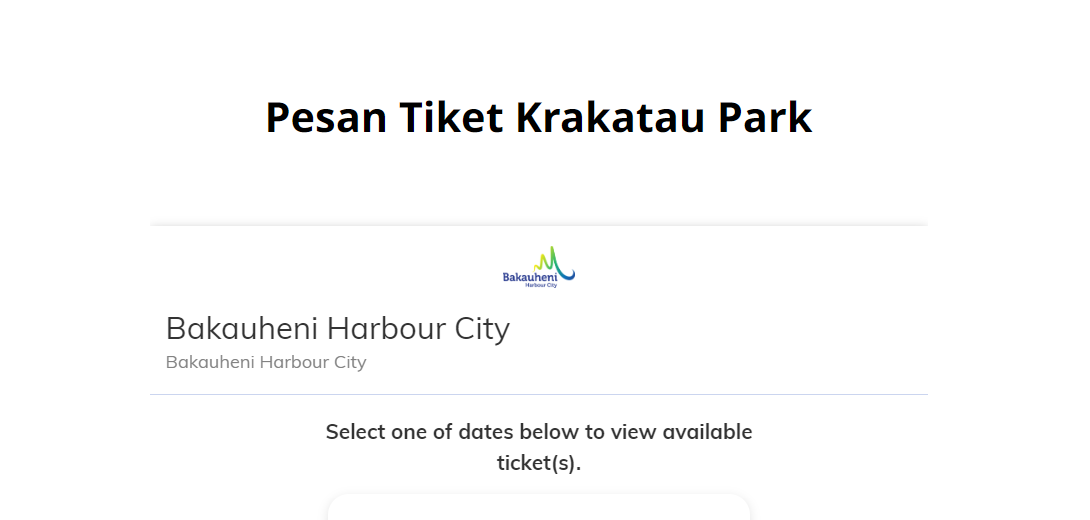 Pesan Tiket Krakatau Park
Bakauheni
Harbour City
Bakauheni Harbour City
Bakauheni Harbour City
Select one of dates below to view available
ticket(s).